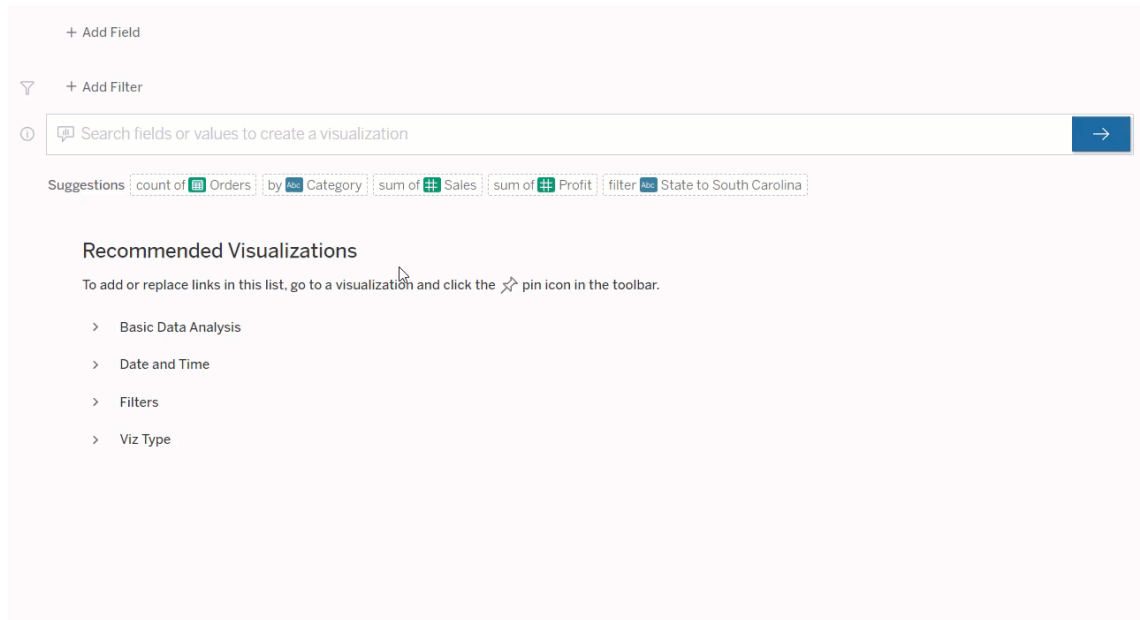 + Add Field
+ Add Filter
Search fields or values to create a visualization
Suggestions count of Orders by Abc Category sum of # Sales sum of # Profit filter Abc State to South Carolina
Recommended Visualizations
To add or replace links in this list, go to a visualization and click the pin icon in the toolbar.
Basic Data Analysis
Date and Time
Filters
Viz Type